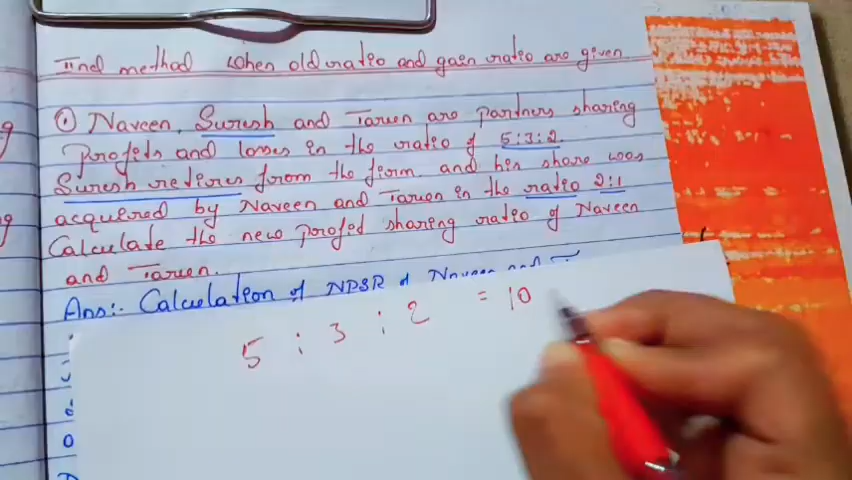 IInd method when old ratio and gain ratio are given
① Naveen, Suresh and Tarun are partners sharing
profits and losses in the ratio of 5:3:2.
Suresh retires from the firm and his share was
acquired by Naveen and Tarun in the ratio 2:1
Calculate the new profit sharing ratio of Naveen
and Tarun.
Ans:- Calculation of NPSR of Naveen and
5 : 3 : 2 = 10